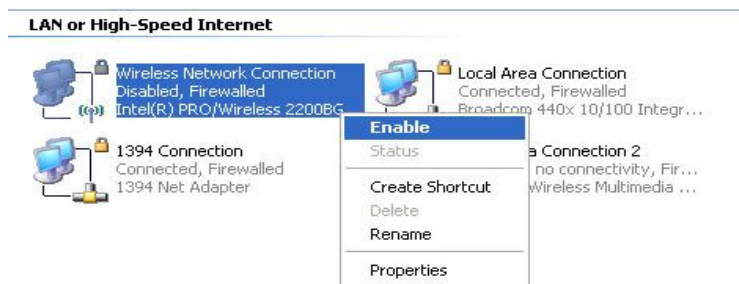 LAN or High-Speed Internet
Wireless Network Connection
Disabled, Firewalled
Intel(R) PRO/Wireless 2200BG
Local Area Connection
Connected, Firewalled
Broadcom 440x 10/100 Integr...
1394 Connection
Connected, Firewalled
1394 Net Adapter
a Connection 2
no connectivity, Fir...
Wireless Multimedia ...
Enable
Status
Create Shortcut
Delete
Rename
Properties